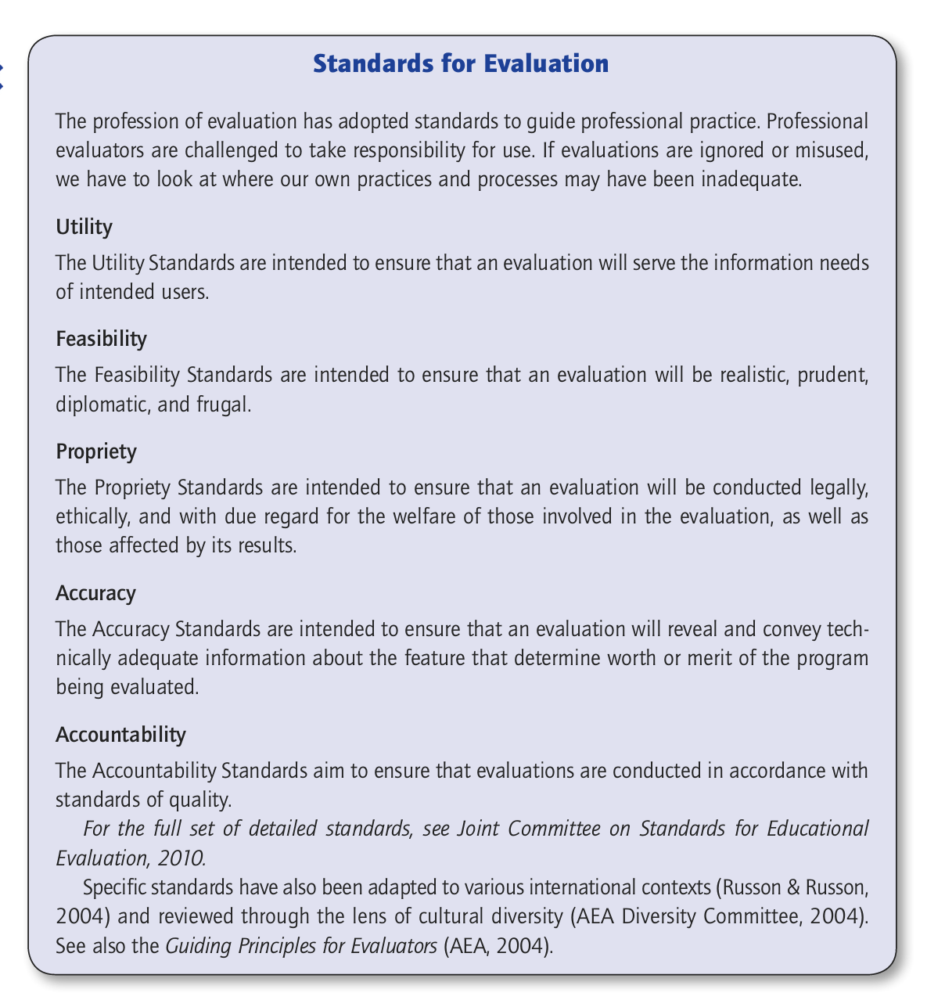 Standards for Evaluation
The profession of evaluation has adopted standards to guide professional practice. Professional
evaluators are challenged to take responsibility for use. If evaluations are ignored or misused,
we have to look at where our own practices and processes may have been inadequate.
Utility
The Utility Standards are intended to ensure that an evaluation will serve the information needs
of intended users.
Feasibility
The Feasibility Standards are intended to ensure that an evaluation will be realistic, prudent,
diplomatic, and frugal.
Propriety
The Propriety Standards are intended to ensure that an evaluation will be conducted legally,
ethically, and with due regard for the welfare of those involved in the evaluation, as well as
those affected by its results.
Accuracy
The Accuracy Standards are intended to ensure that an evaluation will reveal and convey tech-
nically adequate information about the feature that determine worth or merit of the program
being evaluated.
Accountability
The Accountability Standards aim to ensure that evaluations are conducted in accordance with
standards of quality.
For the full set of detailed standards, see Joint Committee on Standards for Educational
Evaluation, 2010.
Specific standards have also been adapted to various international contexts (Russon & Russon,
2004) and reviewed through the lens of cultural diversity (AEA Diversity Committee, 2004).
See also the Guiding Principles for Evaluators (AEA, 2004).